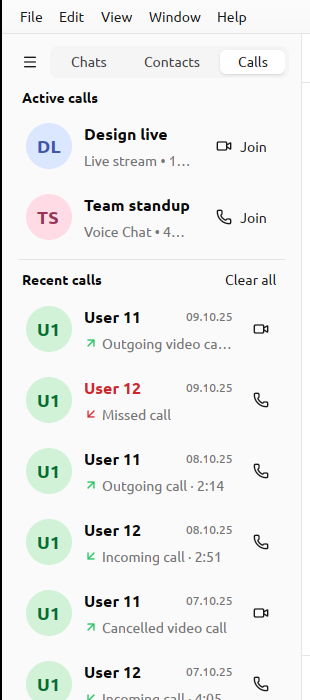 File Edit View Window Help
Chats Contacts Calls
Active calls
DL Design live Join
Live stream • 1...
TS Team standup Join
Voice Chat • 4...
Recent calls Clear all
U1 User 11 09.10.25
Outgoing video ca...
U1 User 12 09.10.25
Missed call
U1 User 11 08.10.25
Outgoing call · 2:14
U1 User 12 08.10.25
Incoming call · 2:51
U1 User 11 07.10.25
Cancelled video call
U1 User 12 07.10.25
Incoming call · 4:05